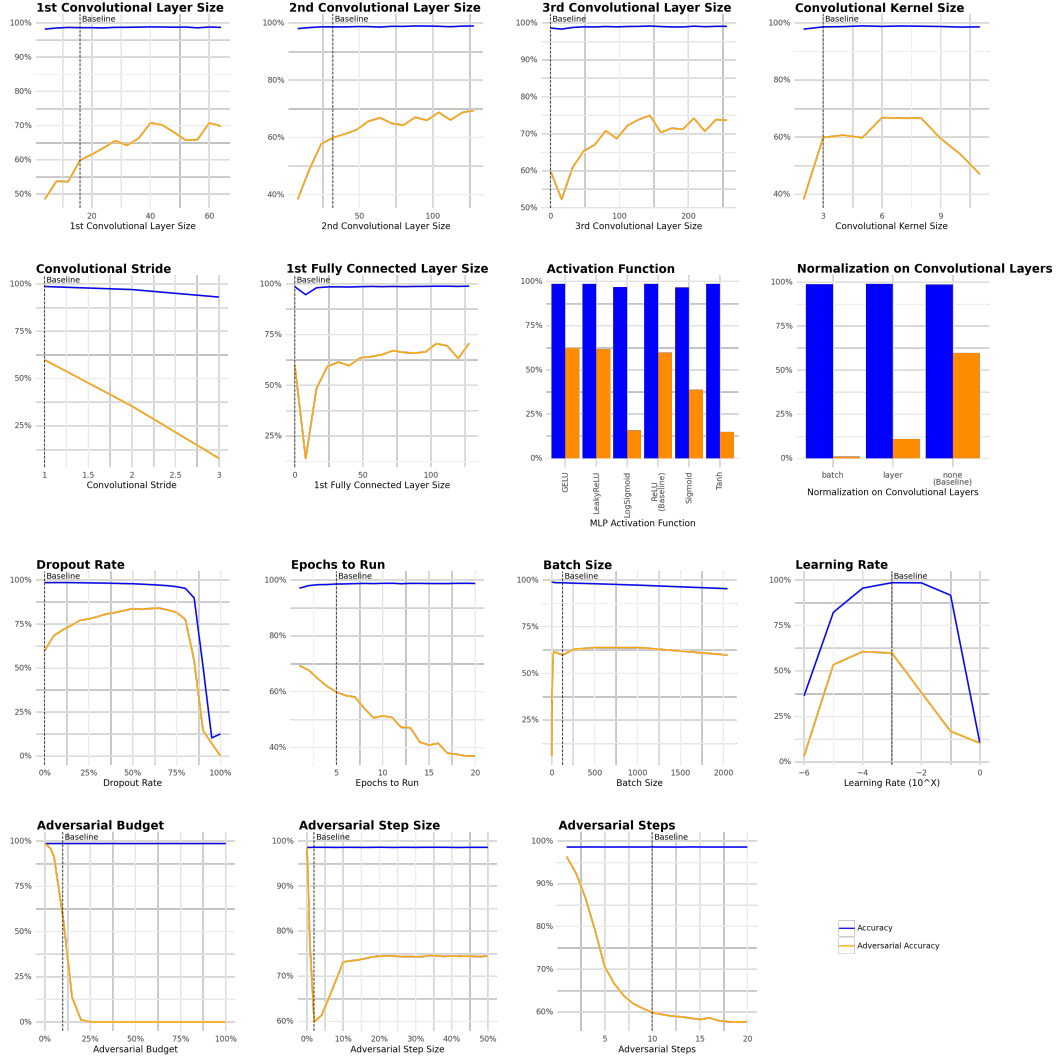 1st Convolutional Layer Size
Baseline
100%
90%
80%
70%
60%
50%
20
40
60
1st Convolutional Layer Size
2nd Convolutional Layer Size
Baseline
100%
80%
60%
40%
50
100
2nd Convolutional Layer Size
3rd Convolutional Layer Size
Baseline
100%
90%
80%
70%
60%
50%
0
100
200
3rd Convolutional Layer Size
Convolutional Kernel Size
Baseline
100%
80%
60%
40%
3
6
9
Convolutional Kernel Size
Convolutional Stride
Baseline
100%
75%
50%
25%
1
1.5
2
2.5
3
Convolutional Stride
1st Fully Connected Layer Size
Baseline
100%
75%
50%
25%
0
50
100
1st Fully Connected Layer Size
Activation Function
100%
75%
50%
25%
0%
GELU
LeakyReLU
LogSigmoid
ReLU
(Baseline)
Sigmoid
Tanh
MLP Activation Function
Normalization on Convolutional Layers
100%
75%
50%
25%
0%
batch
layer
none
(Baseline)
Normalization on Convolutional Layers
Dropout Rate
Baseline
100%
75%
50%
25%
0%
0%
25%
50%
75%
100%
Dropout Rate
Epochs to Run
Baseline
100%
80%
60%
40%
5
10
15
20
Epochs to Run
Batch Size
Baseline
100%
75%
50%
25%
0
500
1000
1500
2000
Batch Size
Learning Rate
Baseline
100%
75%
50%
25%
0%
−6
−4
−2
0
Learning Rate (10^X)
Adversarial Budget
Baseline
100%
75%
50%
25%
0%
0%
25%
50%
75%
100%
Adversarial Budget
Adversarial Step Size
Baseline
100%
90%
80%
70%
60%
0%
10%
20%
30%
40%
50%
Adversarial Step Size
Adversarial Steps
Baseline
100%
90%
80%
70%
60%
5
10
15
20
Adversarial Steps
Accuracy
Adversarial Accuracy